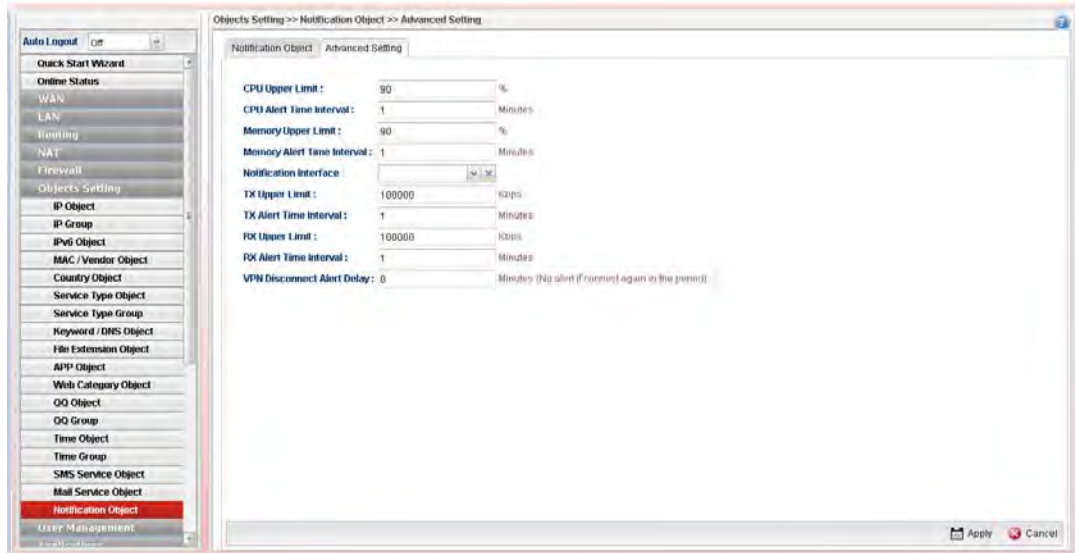 Objects Setting >> Notification Object >> Advanced Setting
Auto Logout Off
Quick Start Wizard
Online Status
WAN
LAN
Routing
NAT
Firewall
Objects Setting
IP Object
IP Group
IPv6 Object
MAC / Vendor Object
Country Object
Service Type Object
Service Type Group
Keyword / DNS Object
File Extension Object
APP Object
Web Category Object
QQ Object
QQ Group
Time Object
Time Group
SMS Service Object
Mail Service Object
Notification Object
User Management
Notification Object Advanced Setting
CPU Upper Limit : 90 %
CPU Alert Time Interval : 1 Minutes
Memory Upper Limit : 90 %
Memory Alert Time Interval : 1 Minutes
Notification Interface
TX Upper Limit : 100000 Kbps
TX Alert Time Interval : 1 Minutes
RX Upper Limit : 100000 Kbps
RX Alert Time Interval : 1 Minutes
VPN Disconnect Alert Delay : 0 Minutes (No alert if connect again in the period)
Apply Cancel